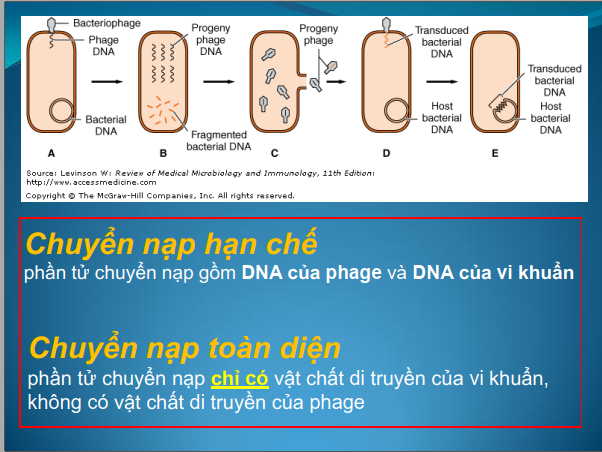 Bacteriophage
Phage
DNA
Bacterial
DNA
A
Progeny
phage
DNA
Fragmented
bacterial DNA
B
Progeny
phage
C
Transduced
bacterial
DNA
Host
bacterial
DNA
D
Transduced
bacterial
DNA
Host
bacterial
DNA
E
Source: Levinson W: Review of Medical Microbiology and Immunology, 11th Edition:
http://www.accessmedicine.com
Copyright © The McGraw-Hill Companies, Inc. All rights reserved.
Chuyển nạp hạn chế
phần tử chuyển nạp gồm DNA của phage và DNA của vi khuẩn
Chuyển nạp toàn diện
phần tử chuyển nạp chỉ có vật chất di truyền của vi khuẩn,
không có vật chất di truyền của phage